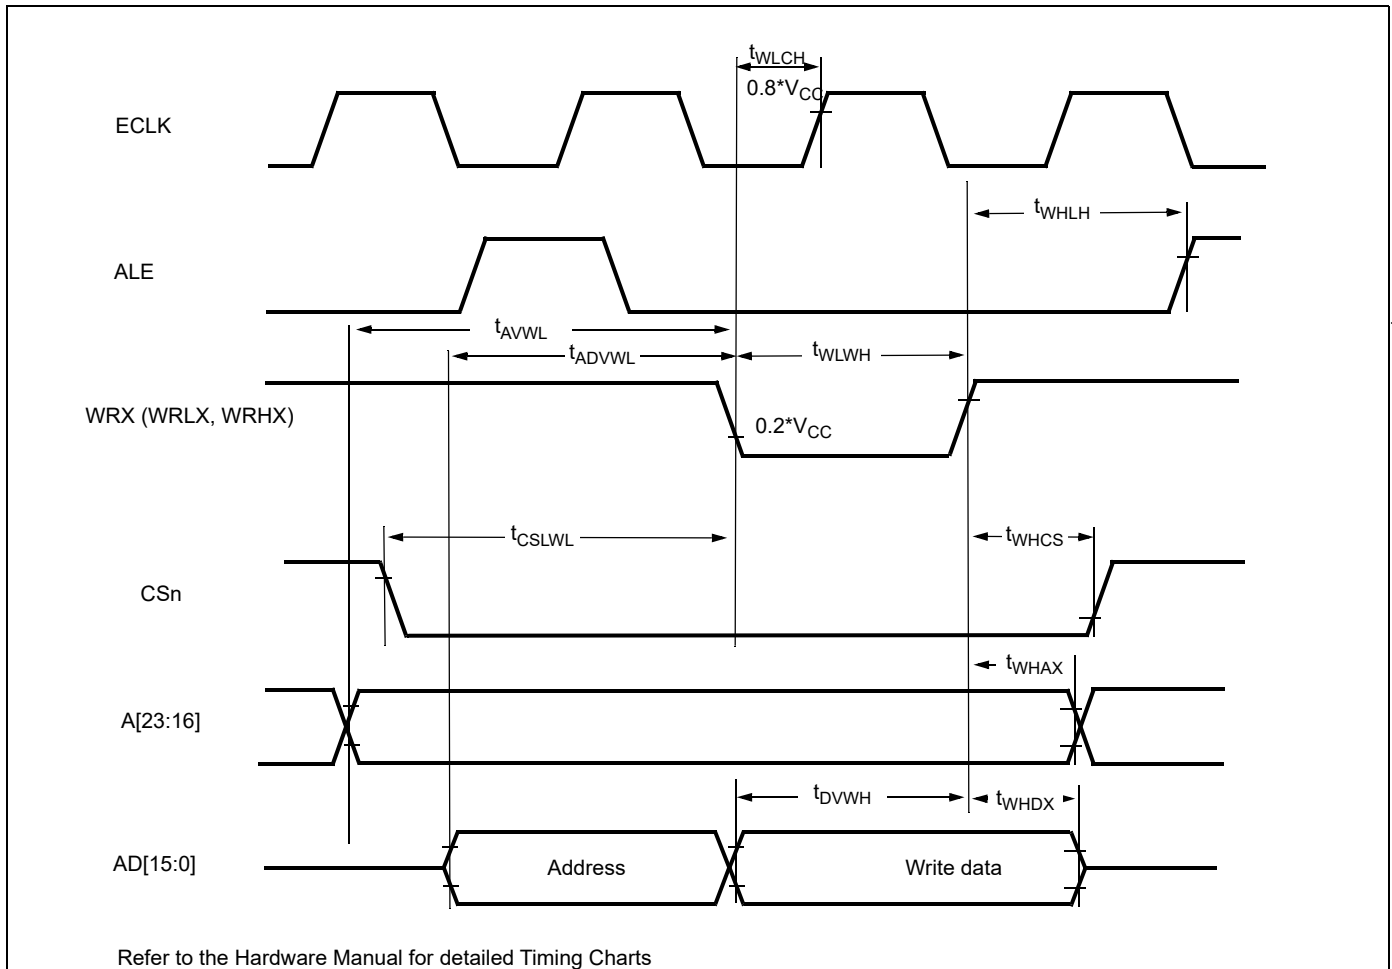 tWLCH
0.8*VCC
ECLK
tWHLH
ALE
tAVWL
tADVWL
tWLWH
WRX (WRLX, WRHX)
0.2*VCC
tCSLWL
tWHCS
CSn
tWHAX
A[23:16]
tDVWH
tWHDX
AD[15:0]
Address
Write data
Refer to the Hardware Manual for detailed Timing Charts